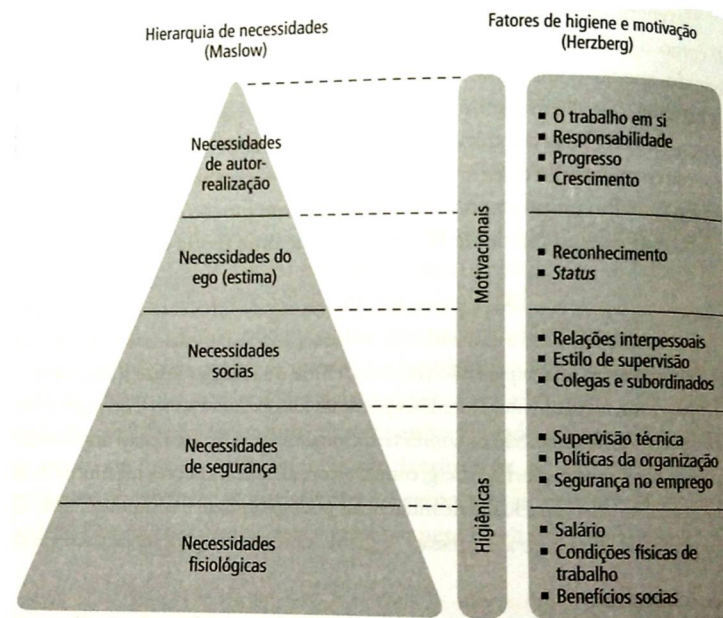 Hierarquia de necessidades
(Maslow)
Fatores de higiene e motivação
(Herzberg)
Necessidades
de autor-
realização
Necessidades do
ego (estima)
Necessidades
socias
Necessidades
de segurança
Necessidades
fisiológicas
Motivacionais
Higiênicas
▪ O trabalho em si
▪ Responsabilidade
▪ Progresso
▪ Crescimento
▪ Reconhecimento
▪ Status
▪ Relações interpessoais
▪ Estilo de supervisão
▪ Colegas e subordinados
▪ Supervisão técnica
▪ Políticas da organização
▪ Segurança no emprego
▪ Salário
▪ Condições físicas de
trabalho
▪ Benefícios socias